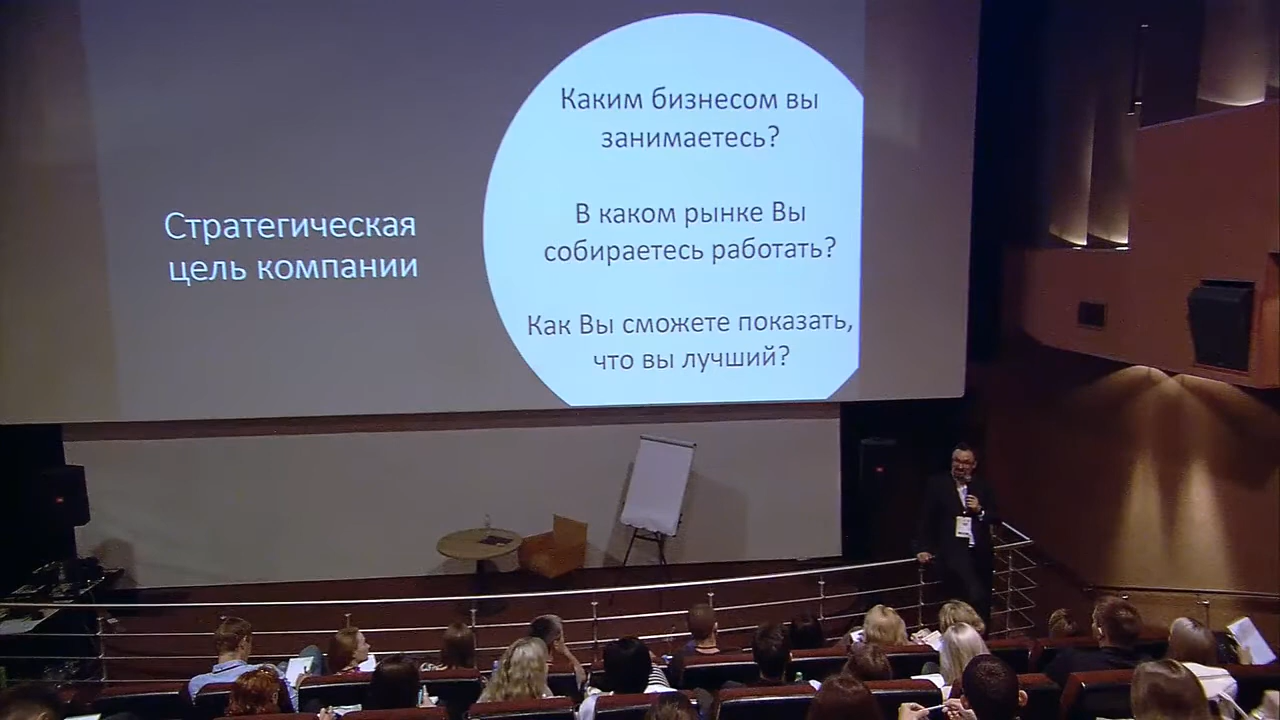 Стратегическая
цель компании
Каким бизнесом вы
занимаетесь?
В каком рынке Вы
собираетесь работать?
Как Вы сможете показать,
что вы лучший?